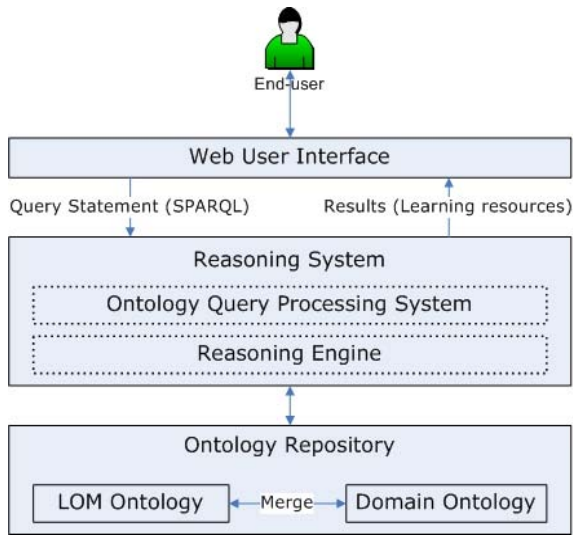 End-user
Web User Interface
Query Statement (SPARQL)
Results (Learning resources)
Reasoning System
Ontology Query Processing System
Reasoning Engine
Ontology Repository
LOM Ontology
Merge
Domain Ontology